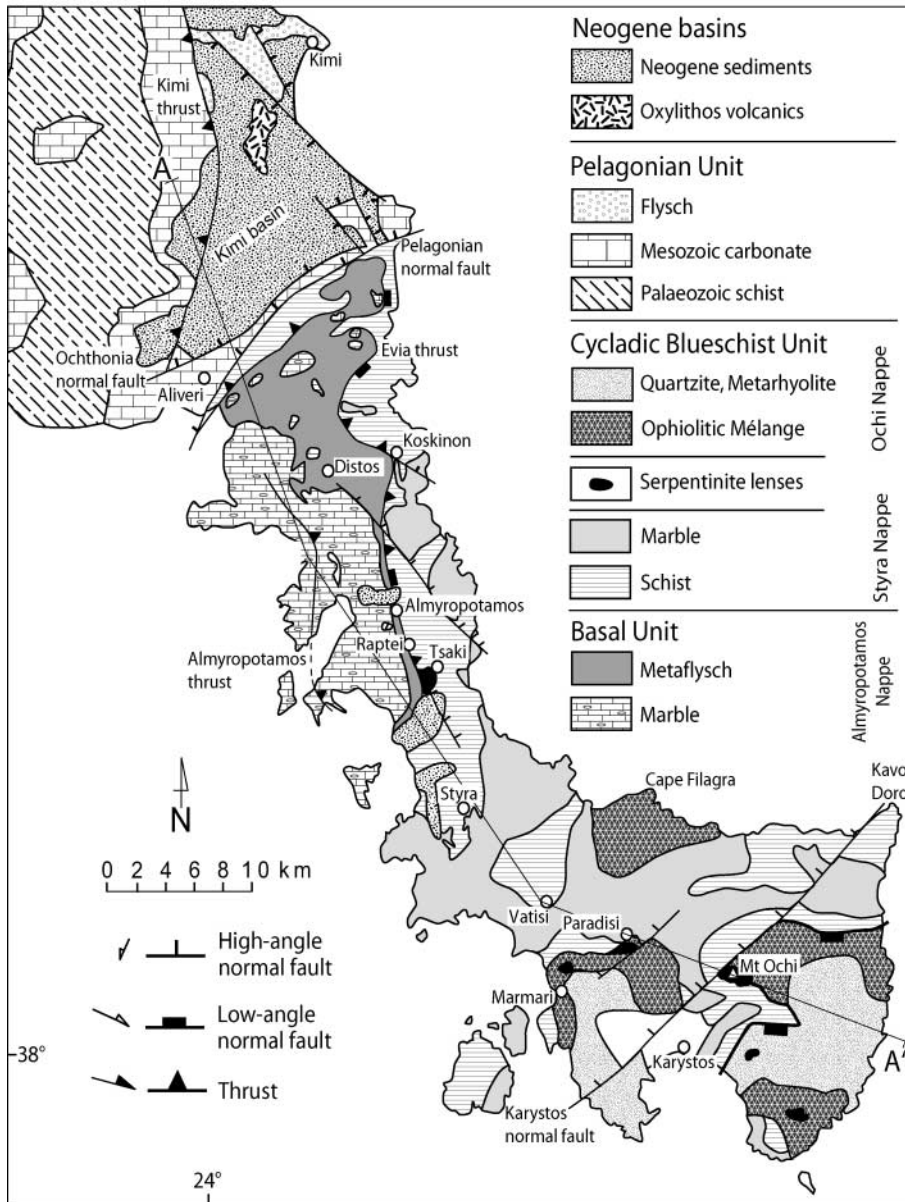 Neogene basins
Neogene sediments
Oxylithos volcanics
Pelagonian Unit
Flysch
Mesozoic carbonate
Palaeozoic schist
Cycladic Blueschist Unit
Quartzite, Metarhyolite
Ophiolitic Mélange
Serpentinite lenses
Marble
Schist
Basal Unit
Metaflysch
Marble
Ochi Nappe
Styra Nappe
Almyropotamos
Nappe
Kimi
Kimi
thrust
A
Kimi basin
Pelagonian
normal fault
Ochthonia
normal fault
Aliveri
Evia thrust
Koskinon
Distos
Almyropotamos
Raptei
Tsaki
Almyropotamos
thrust
Styra
Cape Filagra
Kavo
Doro
Vatisi
Paradisi
Mt Ochi
Marmari
Karystos
A'
Karystos
normal fault
N
0 2 4 6 8 10 km
High-angle
normal fault
Low-angle
normal fault
Thrust
38°
24°